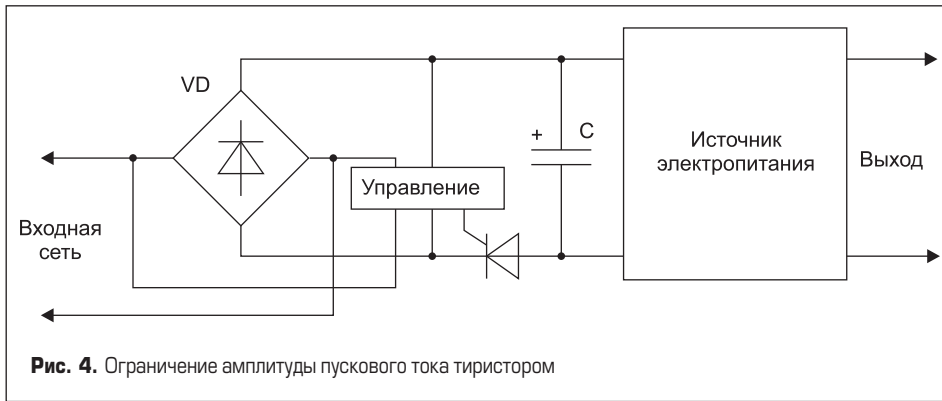 VD
+
C
Источник
электропитания
Выход
Управление
Входная
сеть
Рис. 4. Ограничение амплитуды пускового тока тиристором